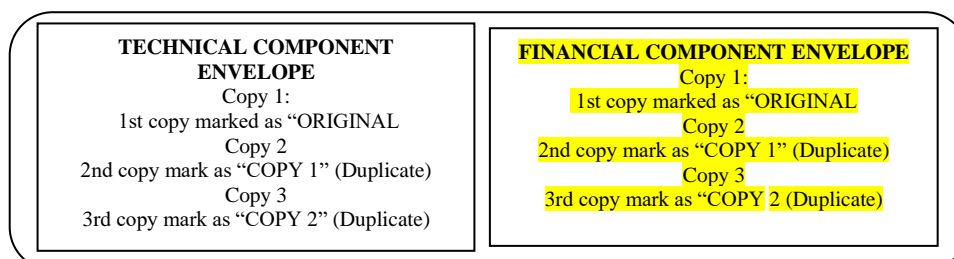 TECHNICAL COMPONENT
ENVELOPE
Copy 1:
1st copy marked as “ORIGINAL
Copy 2
2nd copy mark as “COPY 1” (Duplicate)
Copy 3
3rd copy mark as “COPY 2” (Duplicate)
FINANCIAL COMPONENT ENVELOPE
Copy 1:
1st copy marked as “ORIGINAL
Copy 2
2nd copy mark as “COPY 1” (Duplicate)
Copy 3
3rd copy mark as “COPY 2 (Duplicate)